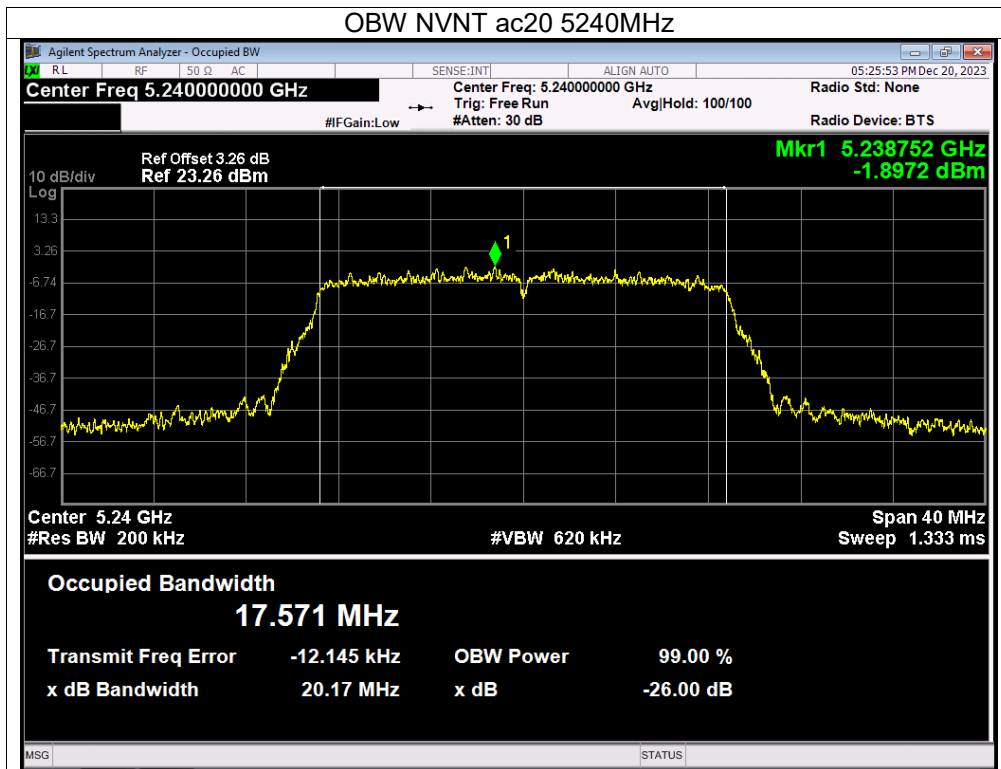 OBW NVNT ac20 5240MHz
Agilent Spectrum Analyzer - Occupied BW
LXI RL RF 50 Ω AC SENSE:INT ALIGN AUTO 05:25:53 PM Dec 20, 2023
Center Freq 5.240000000 GHz Center Freq: 5.240000000 GHz Radio Std: None
Trig: Free Run Avg|Hold: 100/100
#IFGain:Low #Atten: 30 dB Radio Device: BTS
Mkr1 5.238752 GHz
-1.8972 dBm
Ref Offset 3.26 dB
10 dB/div Ref 23.26 dBm
Log
13.3
1
3.26
-6.74
-16.7
-26.7
-36.7
-46.7
-56.7
-66.7
Center 5.24 GHz Span 40 MHz
#Res BW 200 kHz #VBW 620 kHz Sweep 1.333 ms
Occupied Bandwidth
17.571 MHz
Transmit Freq Error -12.145 kHz OBW Power 99.00 %
x dB Bandwidth 20.17 MHz x dB -26.00 dB
MSG STATUS